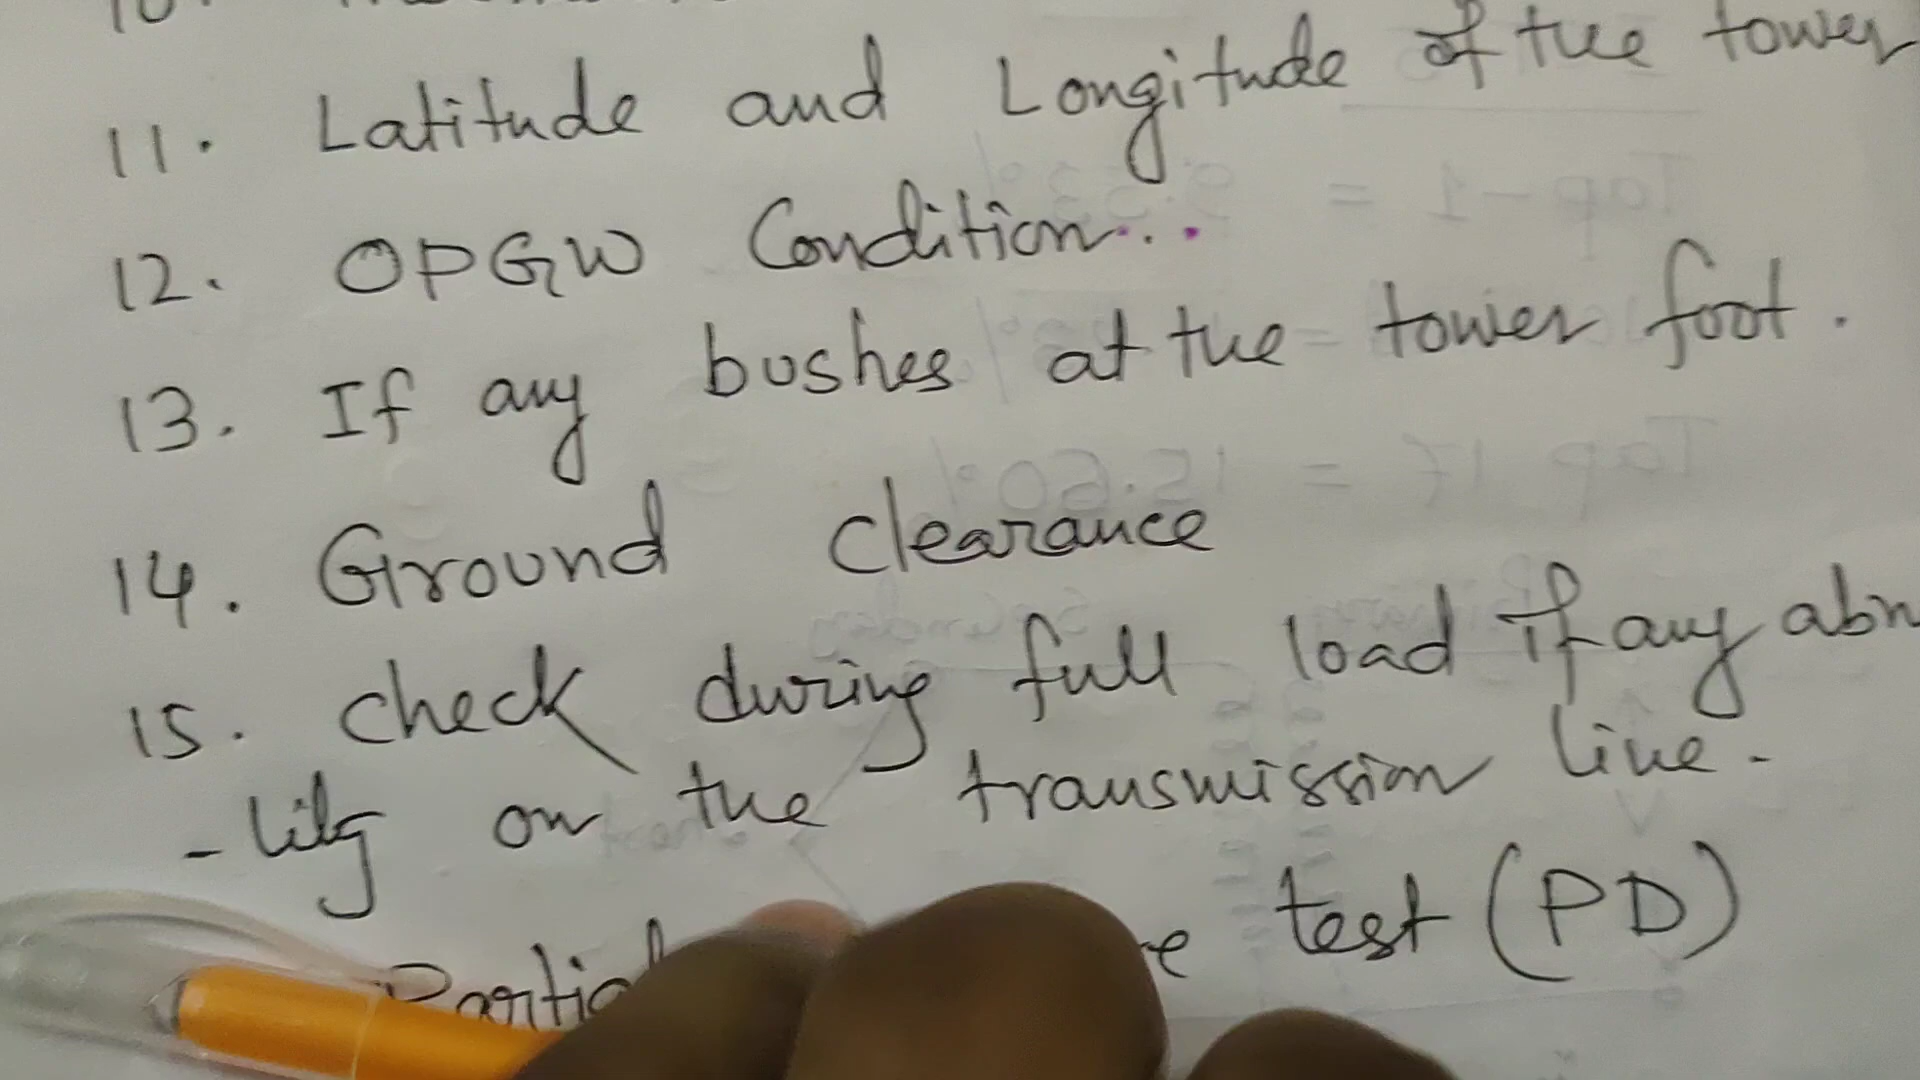 11. Latitude and Longitude of the tower
12. OPGW Condition...
13. If any bushes at the tower foot.
14. Ground clearance
15. check during full load if any abn
-lity on the transmission line.
test (PD)